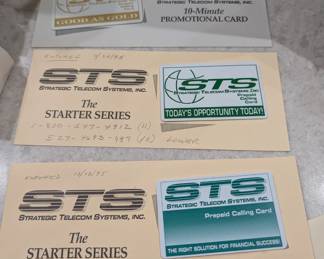 GOOD AS GOLD
STRATEGIC TELECOM SYSTEMS, INC.
10-Minute
PROMOTIONAL CARD
STS
STRATEGIC TELECOM SYSTEMS, INC.
The
STARTER SERIES
STS
STRATEGIC TELECOM SYSTEMS, INC.
Prepaid
Calling
Card
TODAY'S OPPORTUNITY TODAY!
STS
STRATEGIC TELECOM SYSTEMS, INC.
The
STARTER SERIES
STS
STRATEGIC TELECOM SYSTEMS, INC.
Prepaid Calling Card
THE RIGHT SOLUTION FOR FINANCIAL SUCCESS!